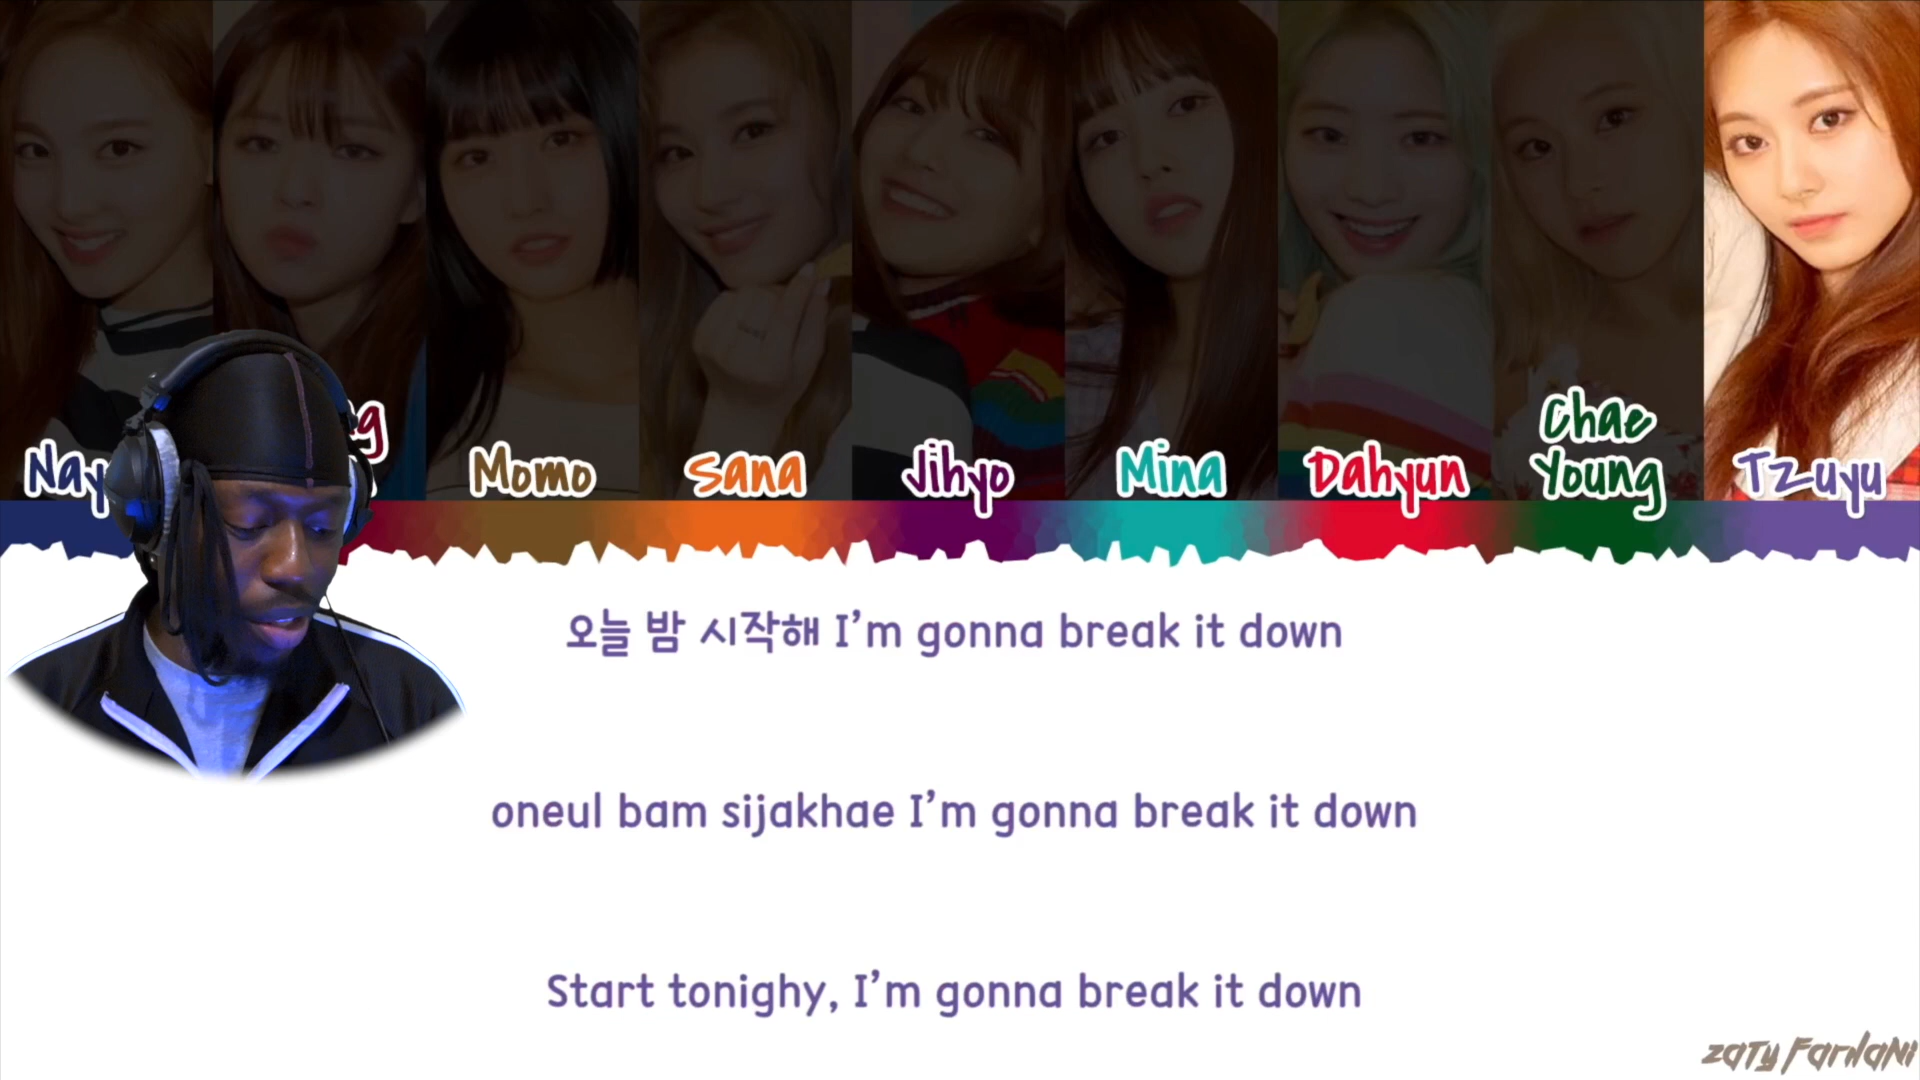 Nay
g
Momo
Sana
Jihyo
Mina
Dahyun
Chae
Young
Tzuyu
오늘 밤 시작해 I'm gonna break it down
oneul bam sijakhae I'm gonna break it down
Start tonighy, I'm gonna break it down
Zaty Fardani